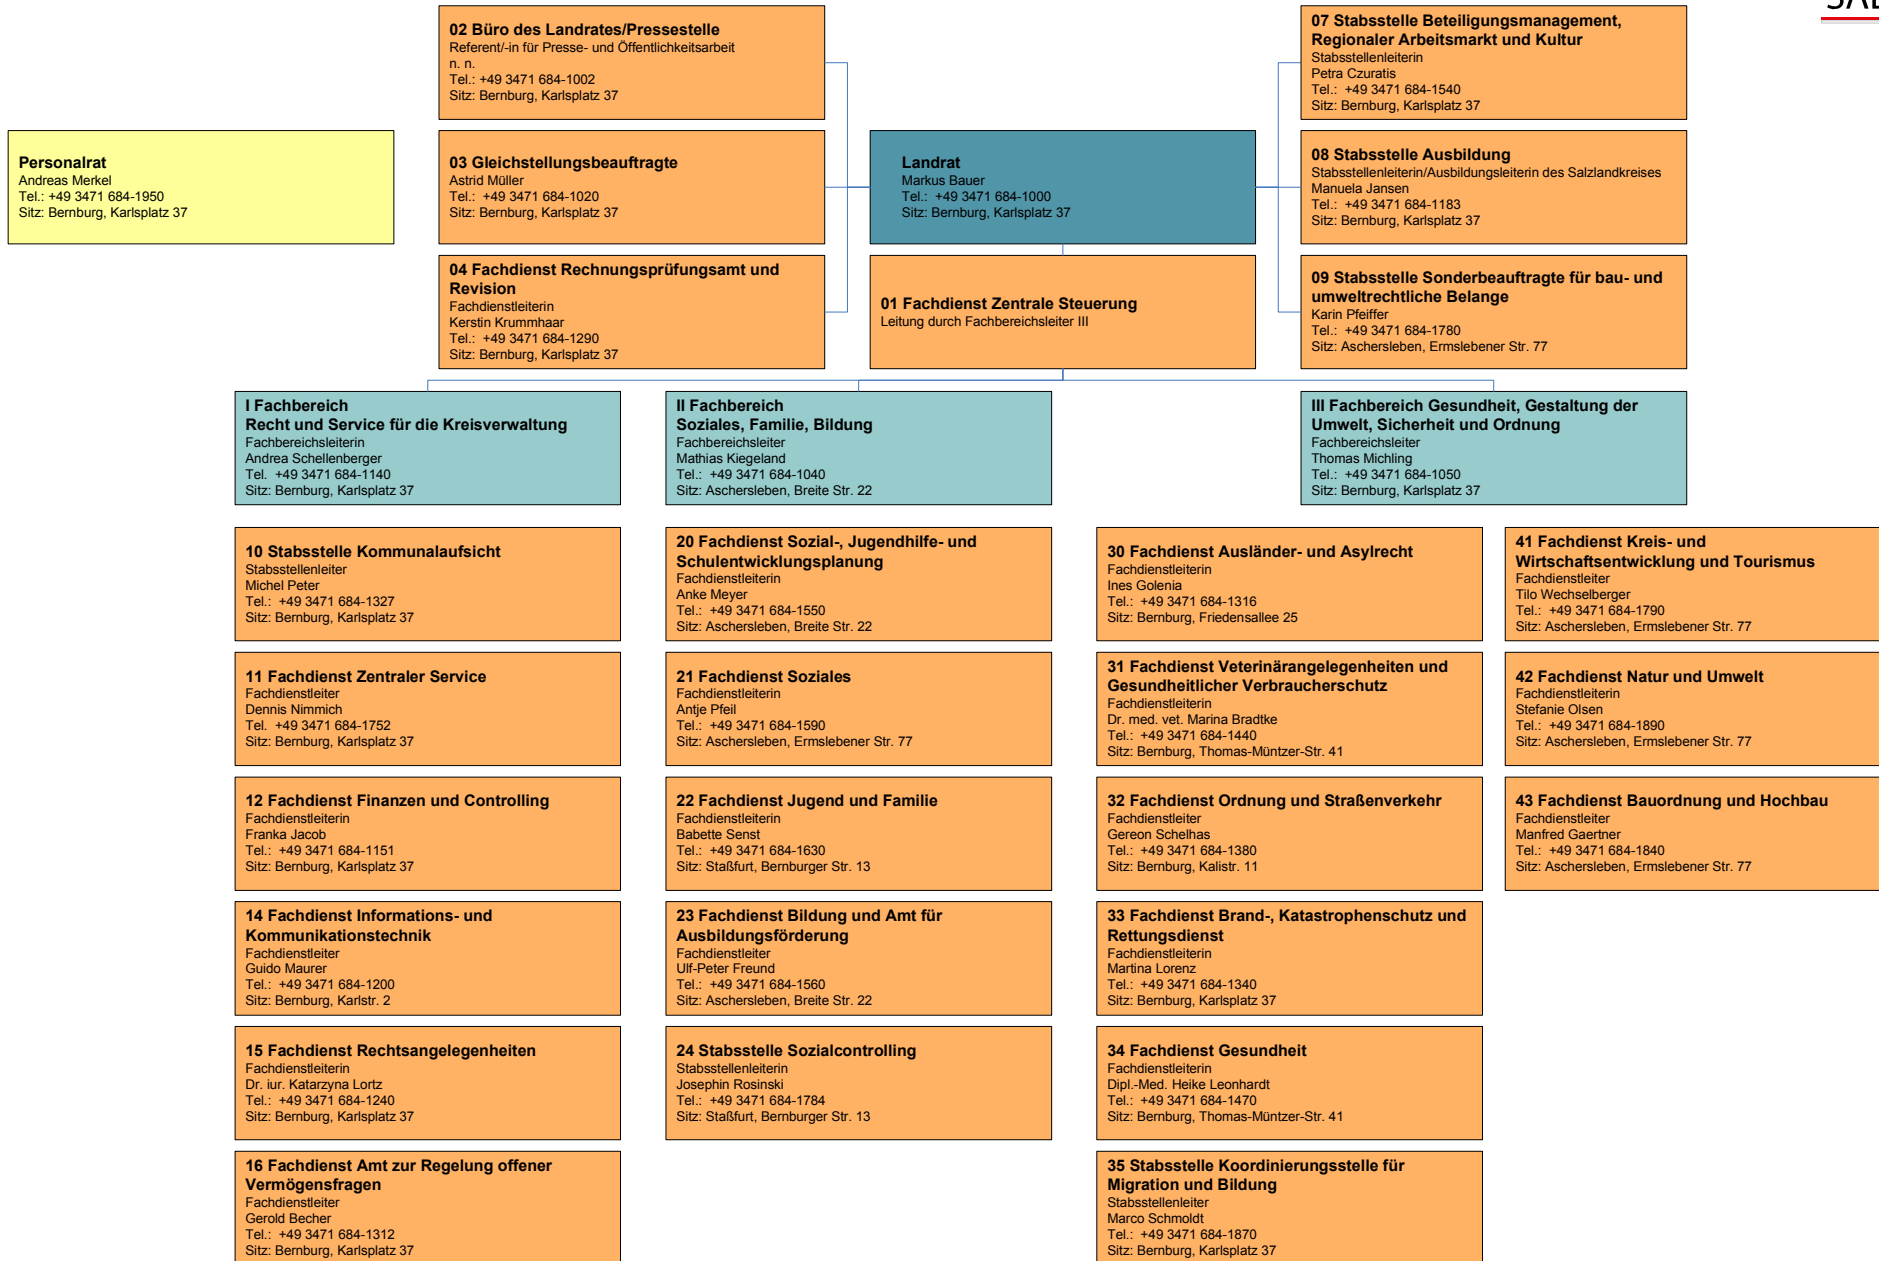 02 Büro des Landrates/Pressestelle
Referent/-in für Presse- und Öffentlichkeitsarbeit
n. n.
Tel.: +49 3471 684-1002
Sitz: Bernburg, Karlsplatz 37
07 Stabsstelle Beteiligungsmanagement,
Regionaler Arbeitsmarkt und Kultur
Stabsstellenleiterin
Petra Czuratis
Tel.: +49 3471 684-1540
Sitz: Bernburg, Karlsplatz 37
Personalrat
Andreas Merkel
Tel.: +49 3471 684-1950
Sitz: Bernburg, Karlsplatz 37
03 Gleichstellungsbeauftragte
Astrid Müller
Tel.: +49 3471 684-1020
Sitz: Bernburg, Karlsplatz 37
Landrat
Markus Bauer
Tel.: +49 3471 684-1000
Sitz: Bernburg, Karlsplatz 37
08 Stabsstelle Ausbildung
Stabsstellenleiterin/Ausbildungsleiterin des Salzlandkreises
Manuela Jansen
Tel.: +49 3471 684-1183
Sitz: Bernburg, Karlsplatz 37
04 Fachdienst Rechnungsprüfungsamt und
Revision
Fachdienstleiterin
Kerstin Krummhaar
Tel.: +49 3471 684-1290
Sitz: Bernburg, Karlsplatz 37
01 Fachdienst Zentrale Steuerung
Leitung durch Fachbereichsleiter III
09 Stabsstelle Sonderbeauftragte für bau- und
umweltrechtliche Belange
Karin Pfeiffer
Tel.: +49 3471 684-1780
Sitz: Aschersleben, Ermslebener Str. 77
I Fachbereich
Recht und Service für die Kreisverwaltung
Fachbereichsleiterin
Andrea Schellenberger
Tel. +49 3471 684-1140
Sitz: Bernburg, Karlsplatz 37
II Fachbereich
Soziales, Familie, Bildung
Fachbereichsleiter
Mathias Kiegeland
Tel.: +49 3471 684-1040
Sitz: Aschersleben, Breite Str. 22
III Fachbereich Gesundheit, Gestaltung der
Umwelt, Sicherheit und Ordnung
Fachbereichsleiter
Thomas Michling
Tel.: +49 3471 684-1050
Sitz: Bernburg, Karlsplatz 37
10 Stabsstelle Kommunalaufsicht
Stabsstellenleiter
Michel Peter
Tel.: +49 3471 684-1327
Sitz: Bernburg, Karlsplatz 37
20 Fachdienst Sozial-, Jugendhilfe- und
Schulentwicklungsplanung
Fachdienstleiterin
Anke Meyer
Tel.: +49 3471 684-1550
Sitz: Aschersleben, Breite Str. 22
30 Fachdienst Ausländer- und Asylrecht
Fachdienstleiterin
Ines Golenia
Tel.: +49 3471 684-1316
Sitz: Bernburg, Friedensallee 25
41 Fachdienst Kreis- und
Wirtschaftsentwicklung und Tourismus
Fachdienstleiter
Tilo Wechselberger
Tel.: +49 3471 684-1790
Sitz: Aschersleben, Ermslebener Str. 77
11 Fachdienst Zentraler Service
Fachdienstleiter
Dennis Nimmich
Tel. +49 3471 684-1752
Sitz: Bernburg, Karlsplatz 37
21 Fachdienst Soziales
Fachdienstleiterin
Antje Pfeil
Tel.: +49 3471 684-1590
Sitz: Aschersleben, Ermslebener Str. 77
31 Fachdienst Veterinärangelegenheiten und
Gesundheitlicher Verbraucherschutz
Fachdienstleiterin
Dr. med. vet. Marina Bradtke
Tel.: +49 3471 684-1440
Sitz: Bernburg, Thomas-Müntzer-Str. 41
42 Fachdienst Natur und Umwelt
Fachdienstleiterin
Stefanie Olsen
Tel.: +49 3471 684-1890
Sitz: Aschersleben, Ermslebener Str. 77
12 Fachdienst Finanzen und Controlling
Fachdienstleiterin
Franka Jacob
Tel.: +49 3471 684-1151
Sitz: Bernburg, Karlsplatz 37
22 Fachdienst Jugend und Familie
Fachdienstleiterin
Babette Senst
Tel.: +49 3471 684-1630
Sitz: Staßfurt, Bernburger Str. 13
32 Fachdienst Ordnung und Straßenverkehr
Fachdienstleiter
Gereon Schelhas
Tel.: +49 3471 684-1380
Sitz: Bernburg, Kalistr. 11
43 Fachdienst Bauordnung und Hochbau
Fachdienstleiter
Manfred Gaertner
Tel.: +49 3471 684-1840
Sitz: Aschersleben, Ermslebener Str. 77
14 Fachdienst Informations- und
Kommunikationstechnik
Fachdienstleiter
Guido Maurer
Tel.: +49 3471 684-1200
Sitz: Bernburg, Karlstr. 2
23 Fachdienst Bildung und Amt für
Ausbildungsförderung
Fachdienstleiter
Ulf-Peter Freund
Tel.: +49 3471 684-1560
Sitz: Aschersleben, Breite Str. 22
33 Fachdienst Brand-, Katastrophenschutz und
Rettungsdienst
Fachdienstleiterin
Martina Lorenz
Tel.: +49 3471 684-1340
Sitz: Bernburg, Karlsplatz 37
15 Fachdienst Rechtsangelegenheiten
Fachdienstleiterin
Dr. iur. Katarzyna Lortz
Tel.: +49 3471 684-1240
Sitz: Bernburg, Karlsplatz 37
24 Stabsstelle Sozialcontrolling
Stabsstellenleiterin
Josephin Rosinski
Tel.: +49 3471 684-1784
Sitz: Staßfurt, Bernburger Str. 13
34 Fachdienst Gesundheit
Fachdienstleiterin
Dipl.-Med. Heike Leonhardt
Tel.: +49 3471 684-1470
Sitz: Bernburg, Thomas-Müntzer-Str. 41
16 Fachdienst Amt zur Regelung offener
Vermögensfragen
Fachdienstleiter
Gerold Becher
Tel.: +49 3471 684-1312
Sitz: Bernburg, Karlsplatz 37
35 Stabsstelle Koordinierungsstelle für
Migration und Bildung
Stabsstellenleiter
Marco Schmoldt
Tel.: +49 3471 684-1870
Sitz: Bernburg, Karlsplatz 37